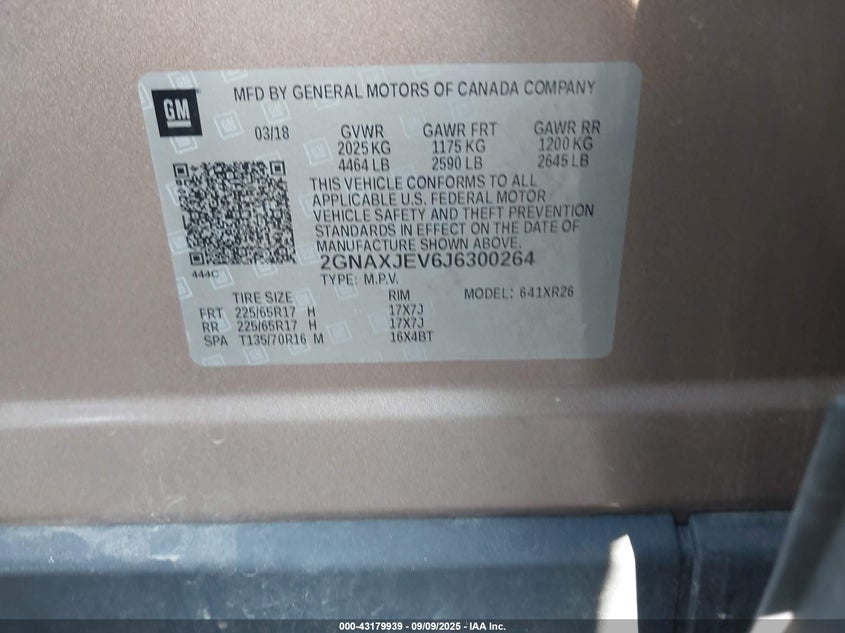 GM
MFD BY GENERAL MOTORS OF CANADA COMPANY
03/18 GVWR GAWR FRT GAWR RR
2025 KG 1175 KG 1200 KG
4464 LB 2590 LB 2645 LB
THIS VEHICLE CONFORMS TO ALL
APPLICABLE U.S. FEDERAL MOTOR
VEHICLE SAFETY AND THEFT PREVENTION
STANDARDS IN EFFECT ON THE DATE OF
MANUFACTURE SHOWN ABOVE.
444C
2GNAXJEV6J6300264
TYPE: M.P.V.
TIRE SIZE RIM MODEL: 641XR26
FRT 225/65R17 H 17X7J
RR 225/65R17 H 17X7J
SPA T135/70R16 M 16X4BT
000-43179939 - 09/09/2025 - IAA Inc.